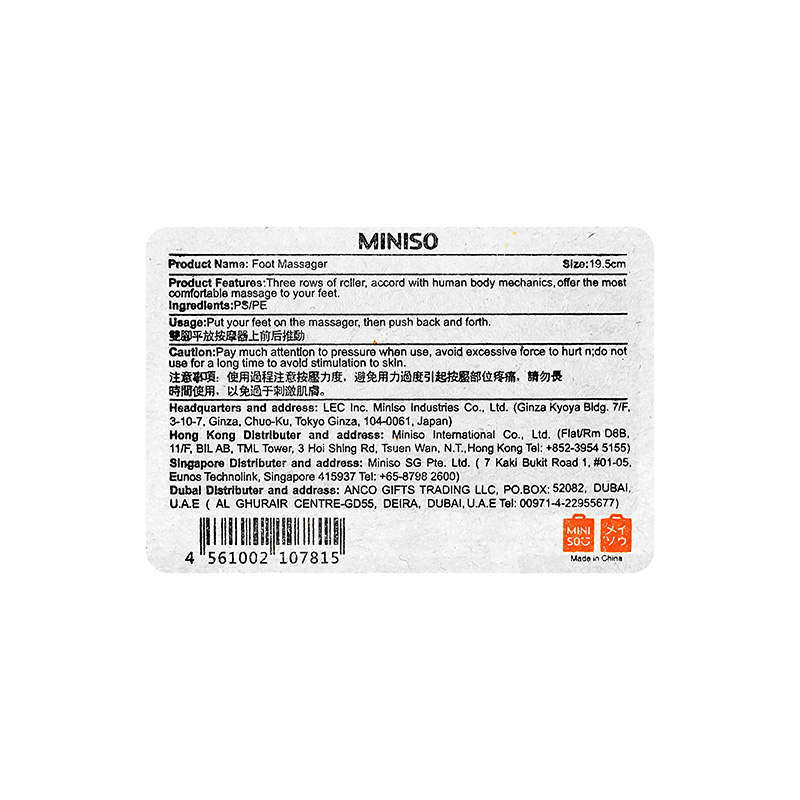 MINISO
Product Name: Foot Massager Size:19.5cm
Product Features:Three rows of roller, accord with human body mechanics,offer the most
comfortable massage to your feet.
Ingredients:PS/PE
Usage:Put your feet on the massager, then push back and forth.
雙腳平放按摩器上前后推動
Caution:Pay much attention to pressure when use, avoid excessive force to hurt n;do not
use for a long time to avoid stimulation to skin.
注意事項: 使用過程注意按壓力度，避免用力過度引起按壓部位疼痛，請勿長
時間使用，以免過于刺激肌膚。
Headquarters and address: LEC Inc. Miniso Industries Co., Ltd. (Ginza Kyoya Bldg. 7/F,
3-10-7, Ginza, Chuo-Ku, Tokyo Ginza, 104-0061, Japan)
Hong Kong Distributer and address: Miniso International Co., Ltd. (Flat/Rm D6B,
11/F, BIL AB, TML Tower, 3 Hoi Shing Rd, Tsuen Wan, N.T.,Hong Kong Tel: +852-3954 5155)
Singapore Distributer and address: Miniso SG Pte. Ltd. ( 7 Kaki Bukit Road 1, #01-05,
Eunos Technolink, Singapore 415937 Tel: +65-8798 2600)
Dubai Distributer and address: ANCO GIFTS TRADING LLC, PO.BOX: 52082, DUBAI,
U.A.E ( AL GHURAIR CENTRE-GD55, DEIRA, DUBAI, U.A.E Tel: 00971-4-22955677)
4 561002 107815
MINI メイ
SO ソウ
Made in China